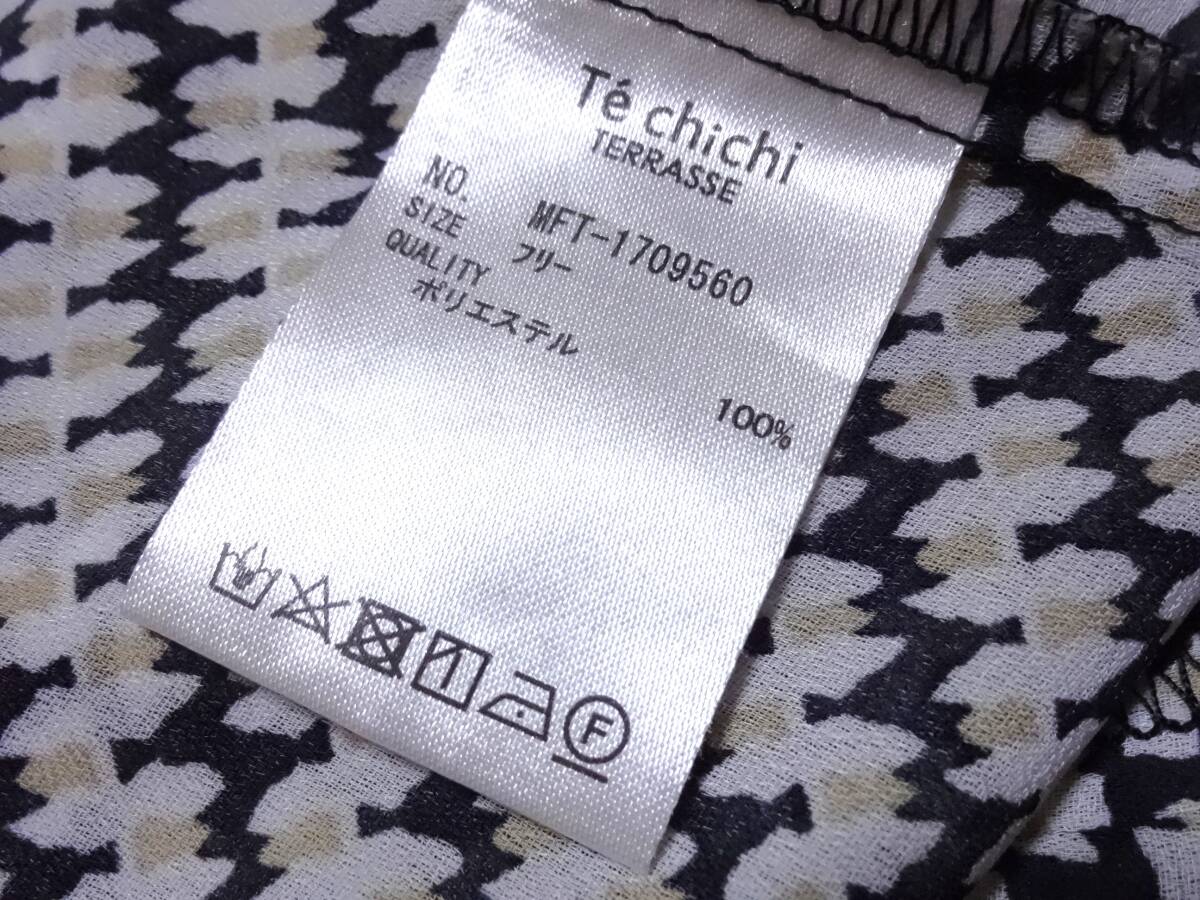 Té chichi
TERRASSE
NO. MFT-1709560
SIZE フリー
QUALITY
ポリエステル
100%
F